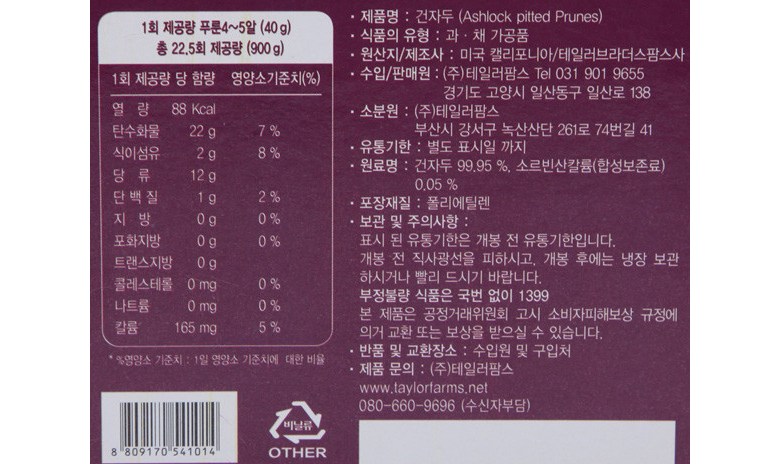 1회 제공량 푸룬4~5알 (40 g)
총 22.5회 제공량 (900 g)
1회 제공량 당 함량 영양소기준치(%)
열 량 88 Kcal
탄수화물 22 g 7 %
식이섬유 2 g 8 %
당 류 12 g
단 백 질 1 g 2 %
지 방 0 g 0 %
포화지방 0 g 0 %
트랜스지방 0 g
콜레스테롤 0 mg 0 %
나트륨 0 mg 0 %
칼륨 165 mg 5 %
* %영양소 기준치 : 1일 영양소 기준치에 대한 비율
8 809170 541014
비닐류
OTHER
• 제품명 : 건자두 (Ashlock pitted Prunes)
• 식품의 유형 : 과 · 채 가공품
• 원산지/제조사 : 미국 캘리포니아/테일러브라더스팜스사
• 수입/판매원 : (주)테일러팜스 Tel 031 901 9655
경기도 고양시 일산동구 일산로 138
• 소분원 : (주)테일러팜스
부산시 강서구 녹산산단 261로 74번길 41
• 유통기한 : 별도 표시일 까지
• 원료명 : 건자두 99.95 %, 소르빈산칼륨(합성보존료)
0.05 %
• 포장재질 : 폴리에틸렌
• 보관 및 주의사항 :
표시 된 유통기한은 개봉 전 유통기한입니다.
개봉 전 직사광선을 피하시고, 개봉 후에는 냉장 보관
하시거나 빨리 드시기 바랍니다.
부정불량 식품은 국번 없이 1399
본 제품은 공정거래위원회 고시 소비자피해보상 규정에
의거 교환 또는 보상을 받으실 수 있습니다.
• 반품 및 교환장소 : 수입원 및 구입처
• 제품 문의 : (주)테일러팜스
www.taylorfarms.net
080-660-9696 (수신자부담)